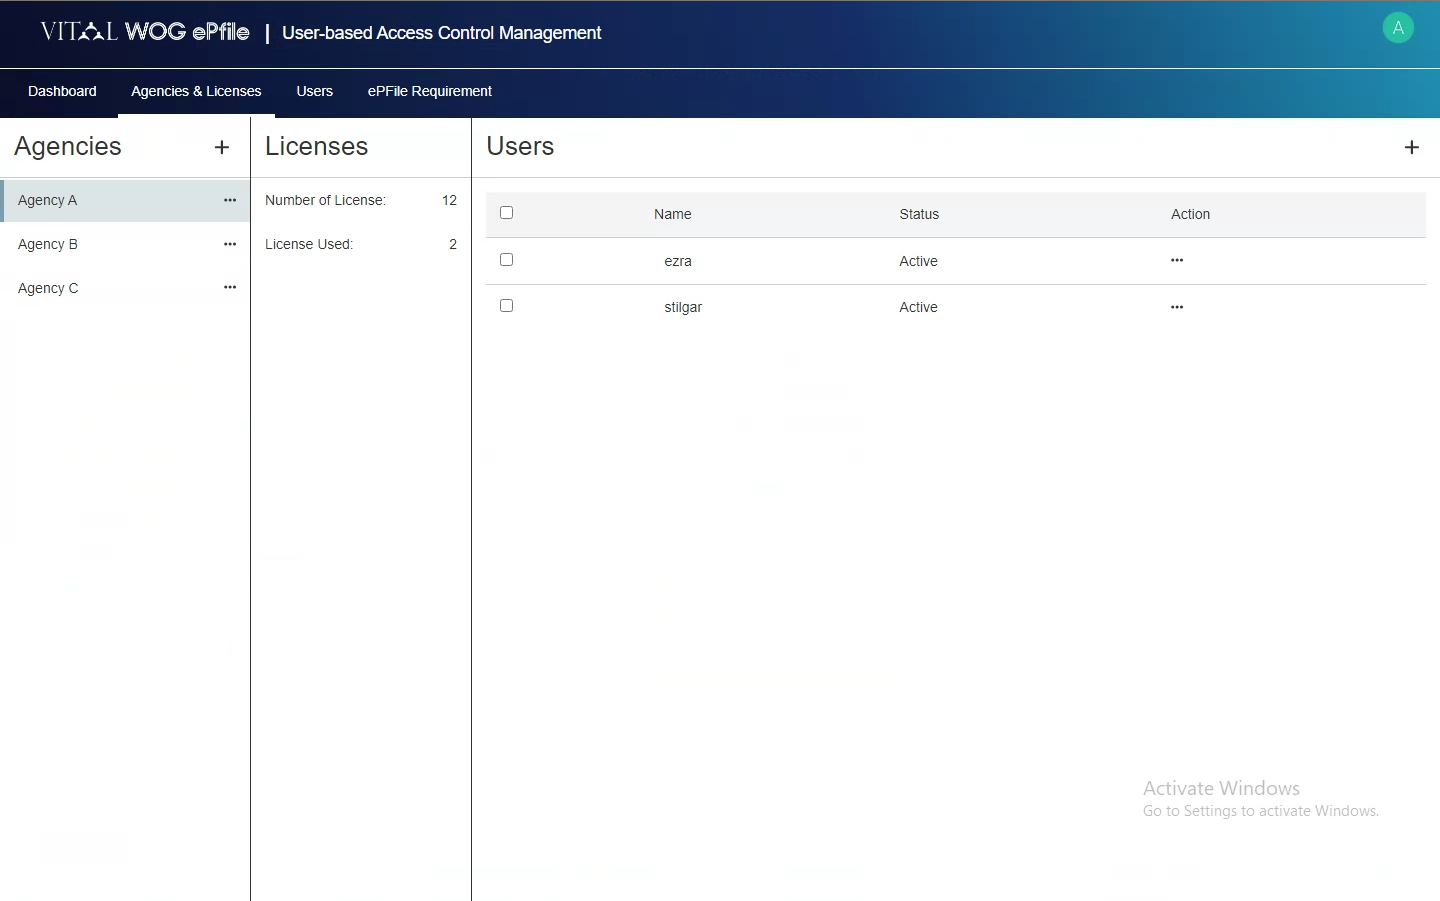 VITAL WOG ePfile | User-based Access Control Management
A
Dashboard Agencies & Licenses Users ePFile Requirement
Agencies + Licenses Users +
Agency A ••• Number of License: 12
Name Status Action
Agency B ••• License Used: 2
ezra Active •••
Agency C •••
stilgar Active •••
Activate Windows
Go to Settings to activate Windows.